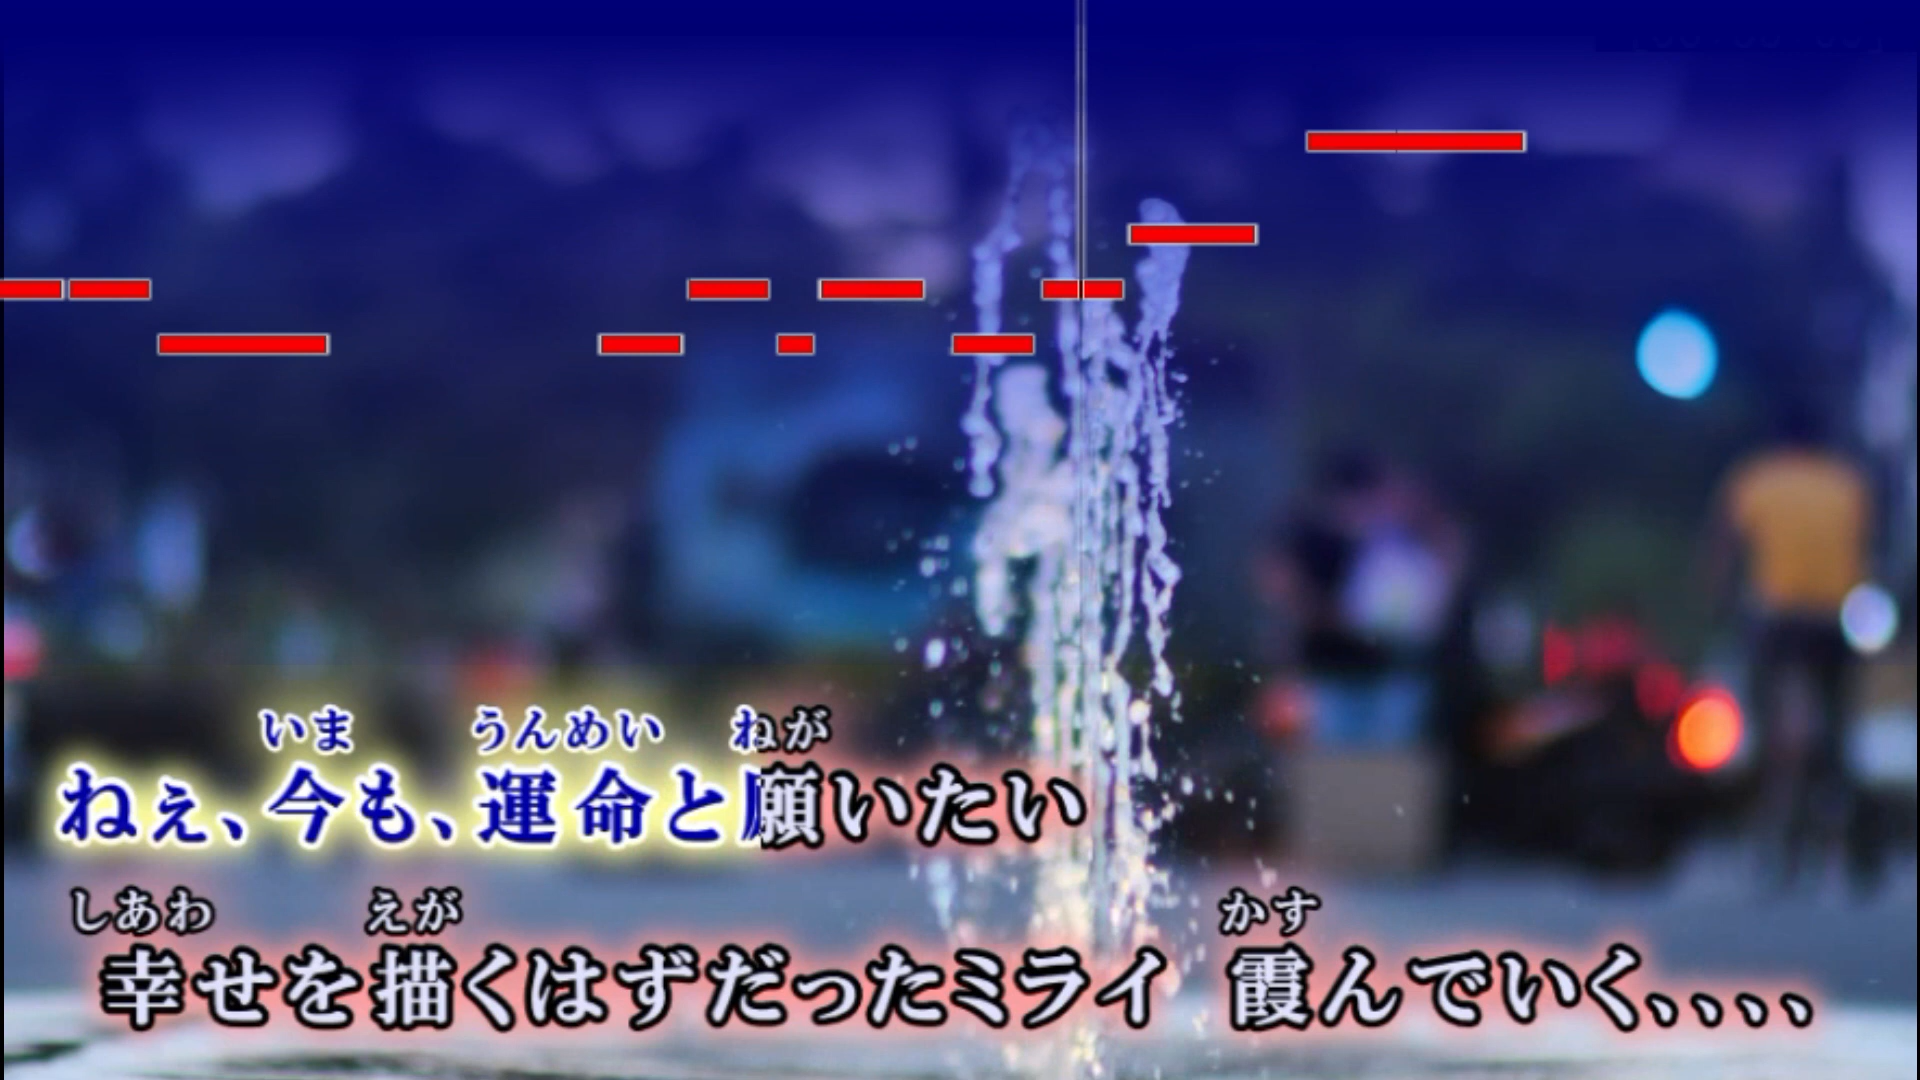 いま うんめい ねが
ねぇ、今も、運命と願いたい
しあわ えが かす
幸せを描くはずだったミライ 霞んでいく、、、、